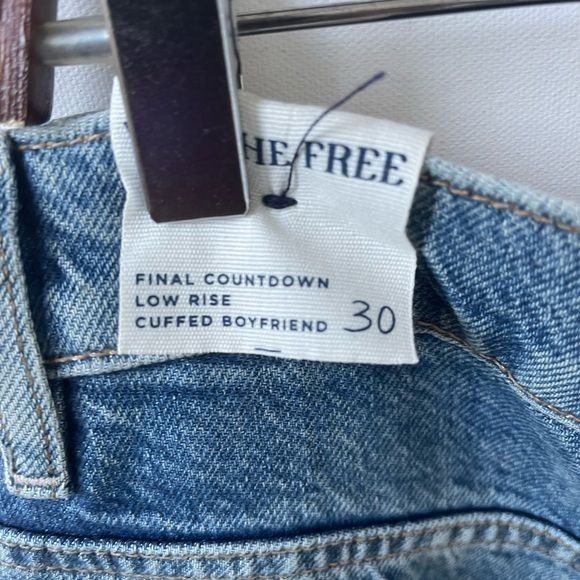 HE FREE
FINAL COUNTDOWN
LOW RISE
CUFFED BOYFRIEND 30